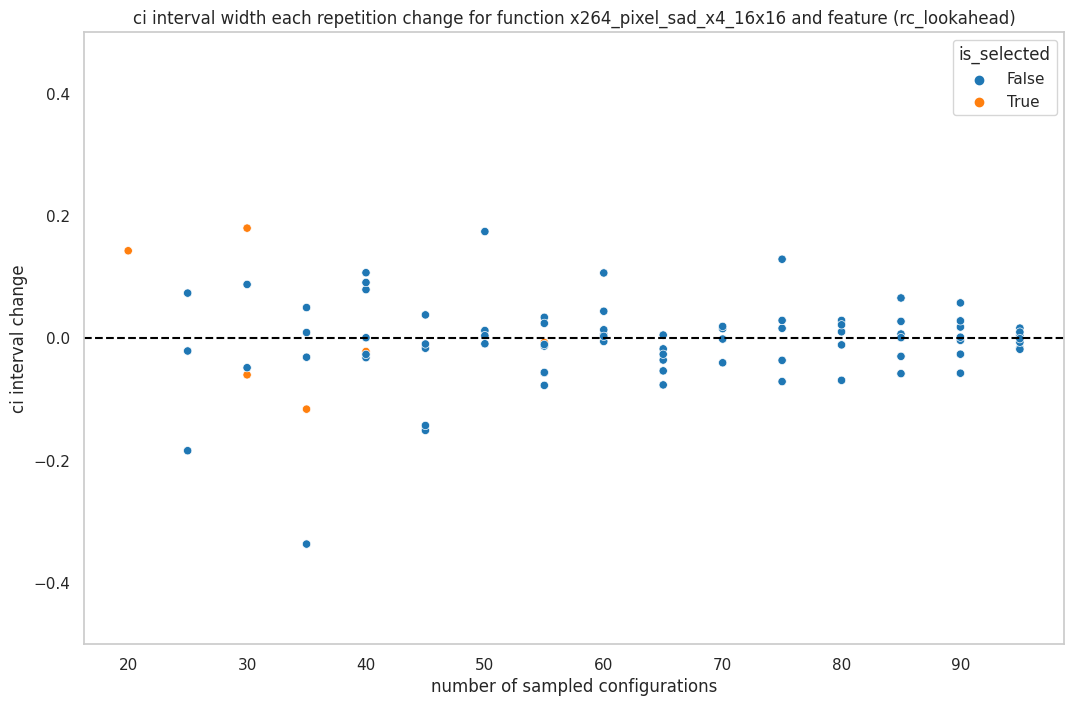 ci interval width each repetition change for function x264_pixel_sad_x4_16x16 and feature (rc_lookahead)
is_selected
False
True
ci interval change
0.4
0.2
0.0
−0.2
−0.4
20 30 40 50 60 70 80 90
number of sampled configurations